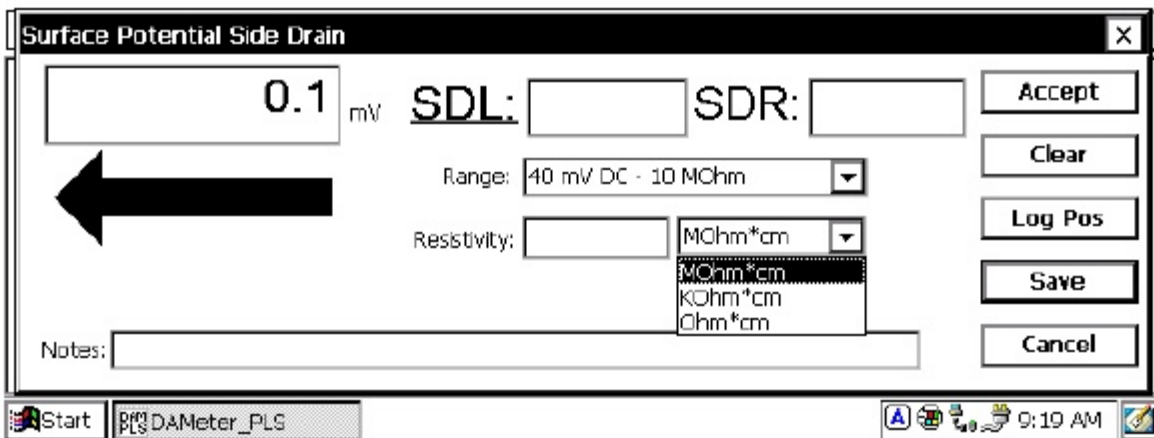 Surface Potential Side Drain
0.1 mV SDL: SDR: Accept
Clear
Range: 40 mV DC - 10 MOhm
Log Pos
Resistivity: MOhm*cm
MOhm*cm
KOhm*cm
Ohm*cm
Save
Notes:
Cancel
Start DAMeter_PLS A 9:19 AM